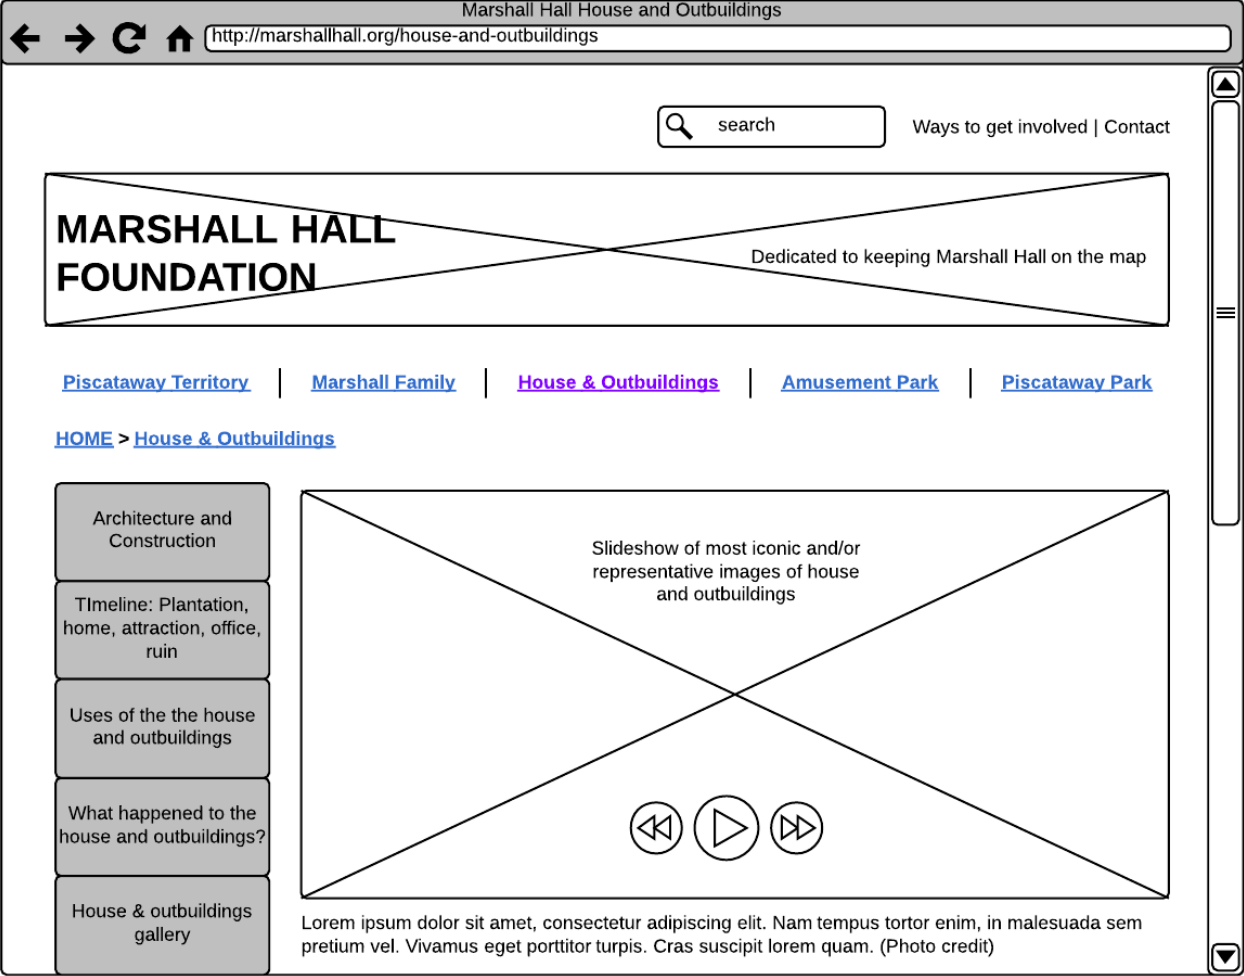 Marshall Hall House and Outbuildings
http://marshallhall.org/house-and-outbuildings
search
Ways to get involved | Contact
MARSHALL HALL
FOUNDATION
Dedicated to keeping Marshall Hall on the map
Piscataway Territory | Marshall Family | House & Outbuildings | Amusement Park | Piscataway Park
HOME > House & Outbuildings
Architecture and
Construction
TImeline: Plantation,
home, attraction, office,
ruin
Uses of the the house
and outbuildings
What happened to the
house and outbuildings?
House & outbuildings
gallery
Slideshow of most iconic and/or
representative images of house
and outbuildings
Lorem ipsum dolor sit amet, consectetur adipiscing elit. Nam tempus tortor enim, in malesuada sem
pretium vel. Vivamus eget porttitor turpis. Cras suscipit lorem quam. (Photo credit)